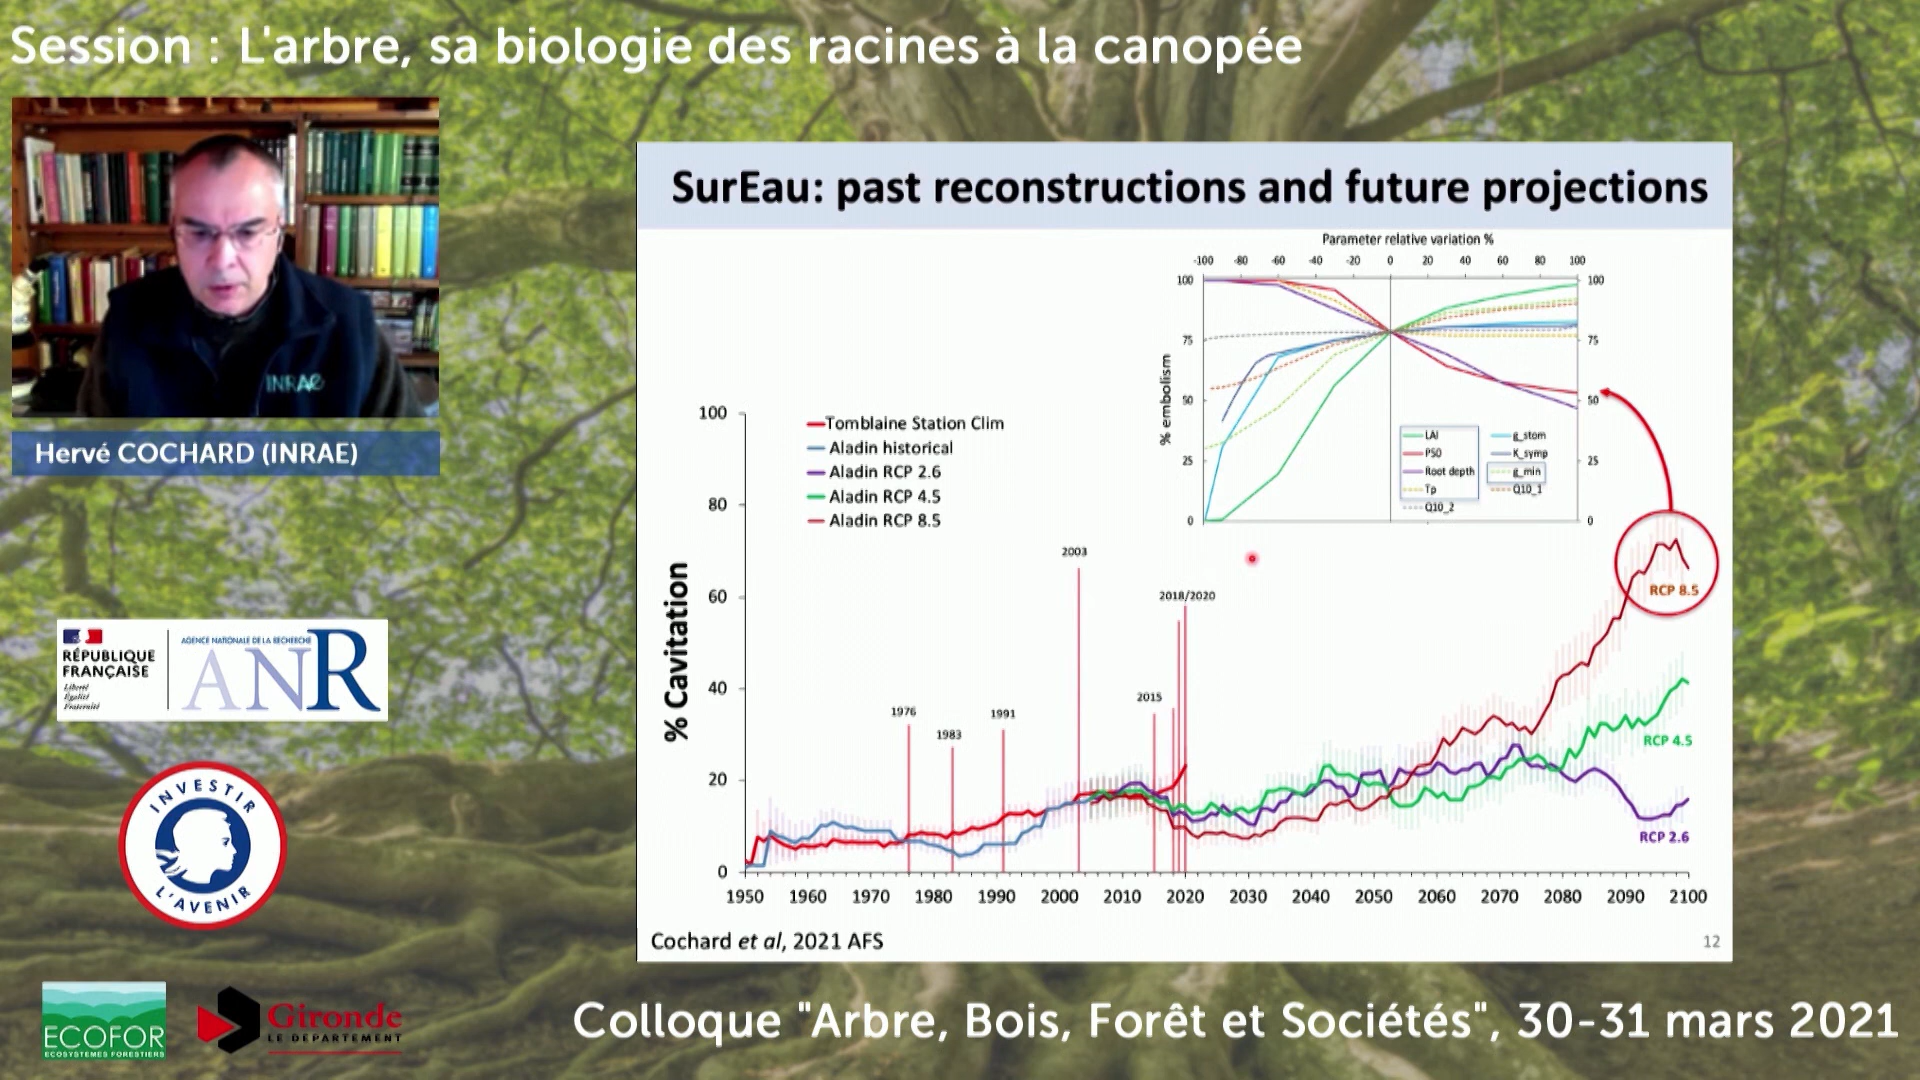 Session : L'arbre, sa biologie des racines à la canopée
INRAE
Hervé COCHARD (INRAE)
RÉPUBLIQUE
FRANÇAISE
Liberté
Égalité
Fraternité
AGENCE NATIONALE DE LA RECHERCHE
ANR
INVESTIR
L'AVENIR
ECOFOR
ECOSYSTEMES FORESTIERS
Gironde
LE DEPARTEMENT
SurEau: past reconstructions and future projections
Parameter relative variation %
-100 -80 -60 -40 -20 0 20 40 60 80 100
100 100
75 75
50 50
25 25
0 0
% embolism
LAI g_stom
P50 K_symp
Root depth g_min
Tp Q10_1
Q10_2
Tomblaine Station Clim
Aladin historical
Aladin RCP 2.6
Aladin RCP 4.5
Aladin RCP 8.5
% Cavitation
100
80
60
40
20
0
1976
1983
1991
2003
2015
2018/2020
RCP 8.5
RCP 4.5
RCP 2.6
1950 1960 1970 1980 1990 2000 2010 2020 2030 2040 2050 2060 2070 2080 2090 2100
Cochard et al, 2021 AFS
12
Colloque "Arbre, Bois, Forêt et Sociétés", 30-31 mars 2021